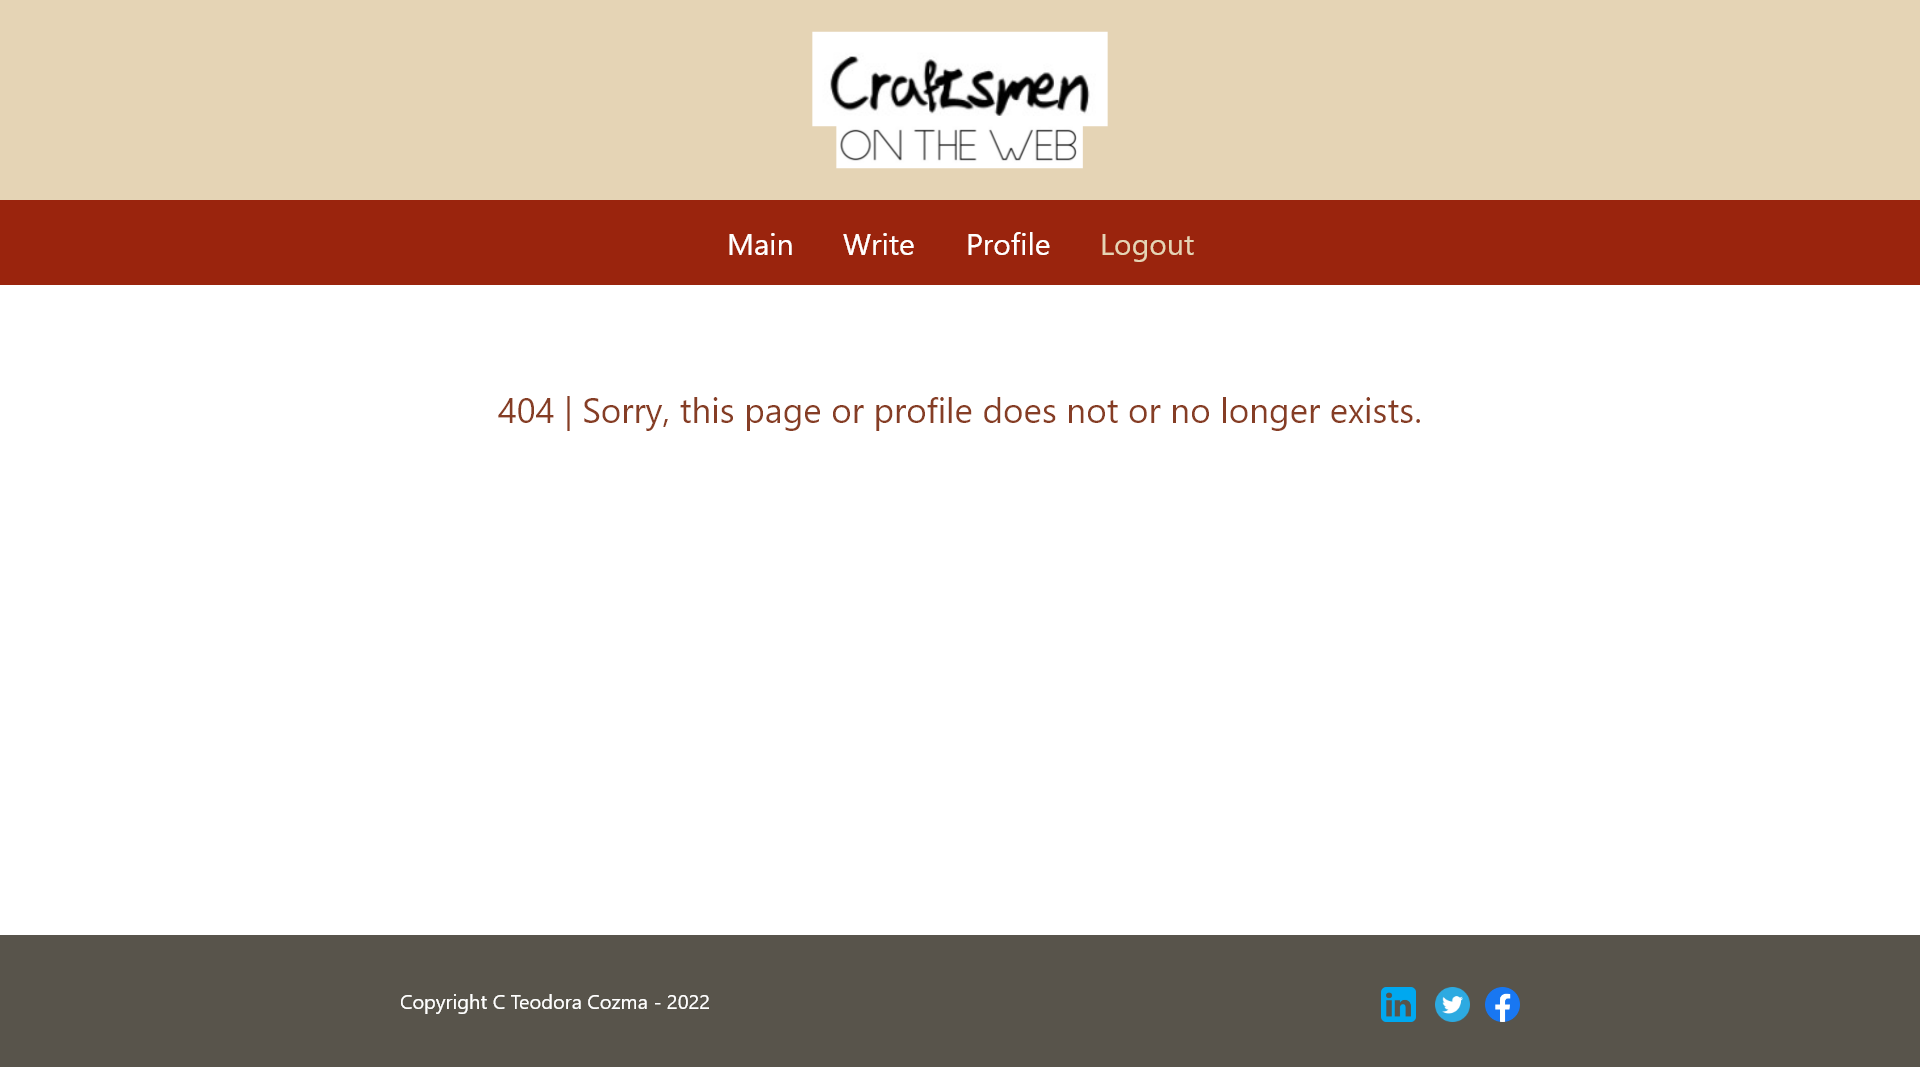 Craftsmen
ON THE WEB
Main Write Profile Logout
404 | Sorry, this page or profile does not or no longer exists.
Copyright C Teodora Cozma - 2022
in